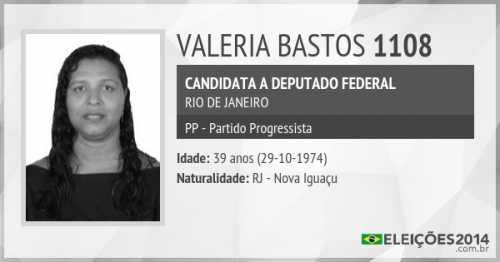 VALERIA BASTOS 1108
CANDIDATA A DEPUTADO FEDERAL
RIO DE JANEIRO
PP - Partido Progressista
Idade: 39 anos (29-10-1974)
Naturalidade: RJ - Nova Iguaçu
ELEIÇÕES2014
.com.br